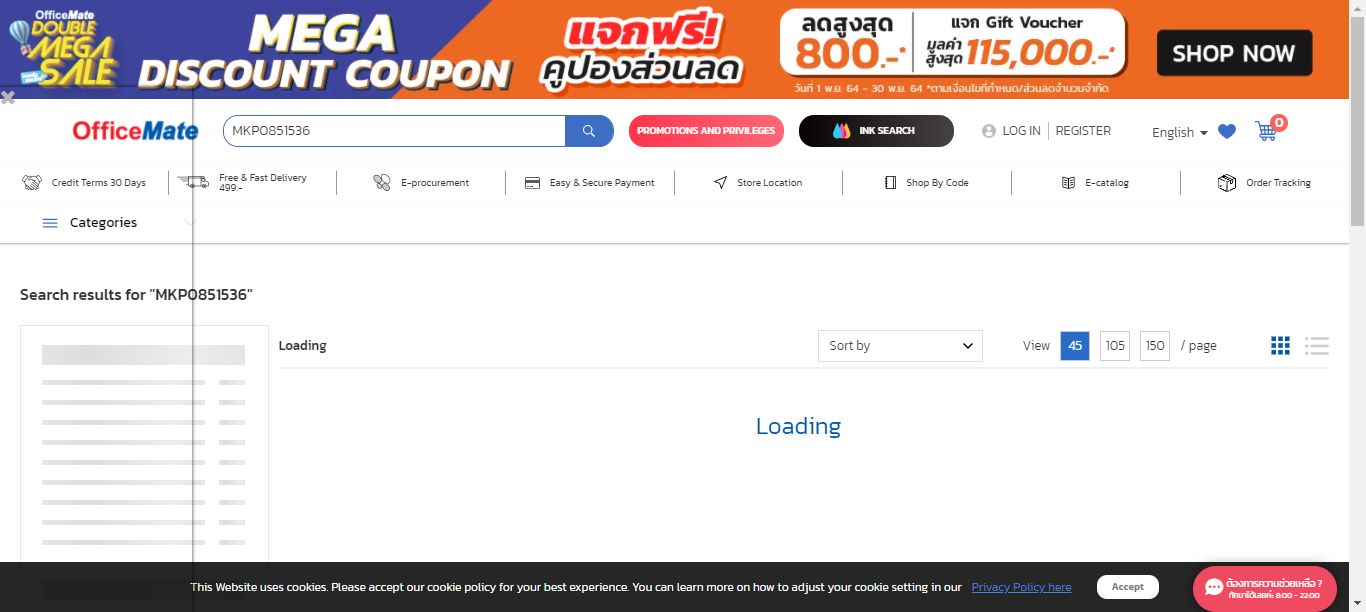 OfficeMate
DOUBLE
MEGA
SALE
MEGA
DISCOUNT COUPON
แจกฟรี!
คูปองส่วนลด
ลดสูงสุด
800.-*
แจก Gift Voucher
มูลค่า
สูงสุด 115,000.-*
วันที่ 1 พ.ย. 64 - 30 พ.ย. 64 *ตามเงื่อนไขที่กำหนด/ส่วนลดจำนวนจำกัด
SHOP NOW
OfficeMate
MKP0851536
PROMOTIONS AND PRIVILEGES
INK SEARCH
LOG IN
REGISTER
English
0
Credit Terms 30 Days
Free & Fast Delivery
499.-
E-procurement
Easy & Secure Payment
Store Location
Shop By Code
E-catalog
Order Tracking
Categories
Search results for "MKP0851536"
Loading
Sort by
View 45 105 150 / page
Loading
This Website uses cookies. Please accept our cookie policy for your best experience. You can learn more on how to adjust your cookie setting in our Privacy Policy here
Accept
ต้องการความช่วยเหลือ ?
ทักมาได้เลยค่ะ 8:00 - 22:00